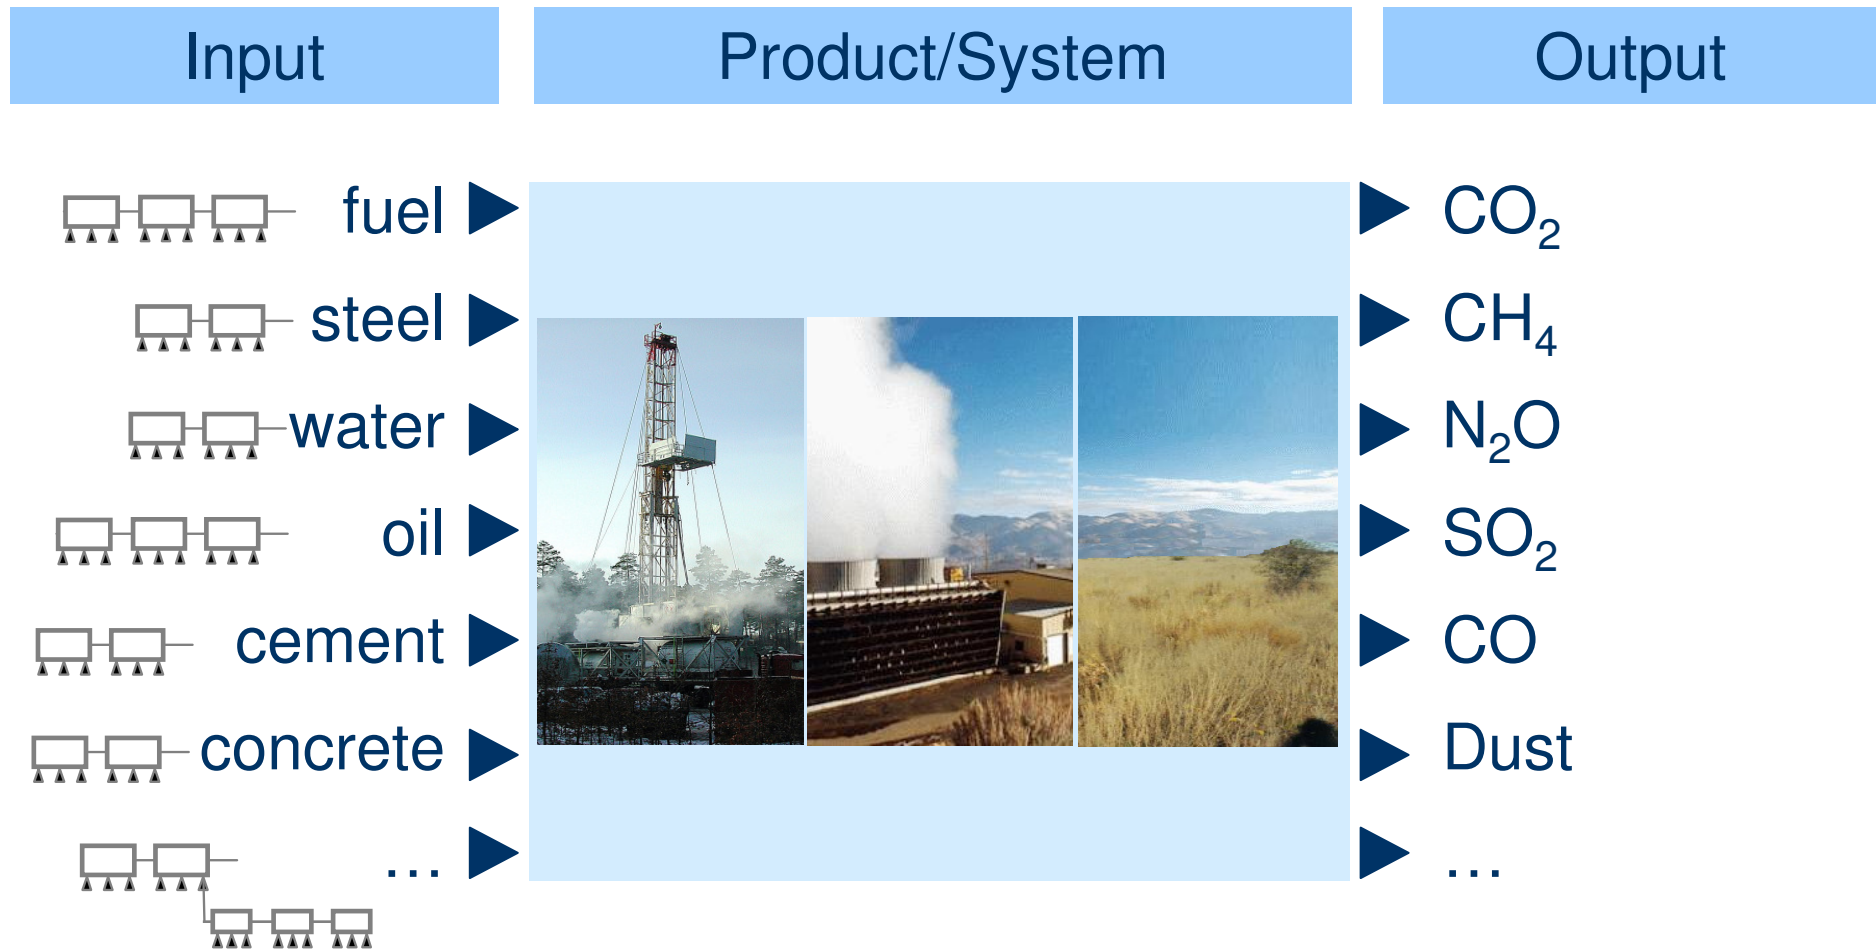 Input
Product/System
Output
fuel
CO₂
steel
CH₄
water
N₂O
oil
SO₂
cement
CO
concrete
Dust
...
...